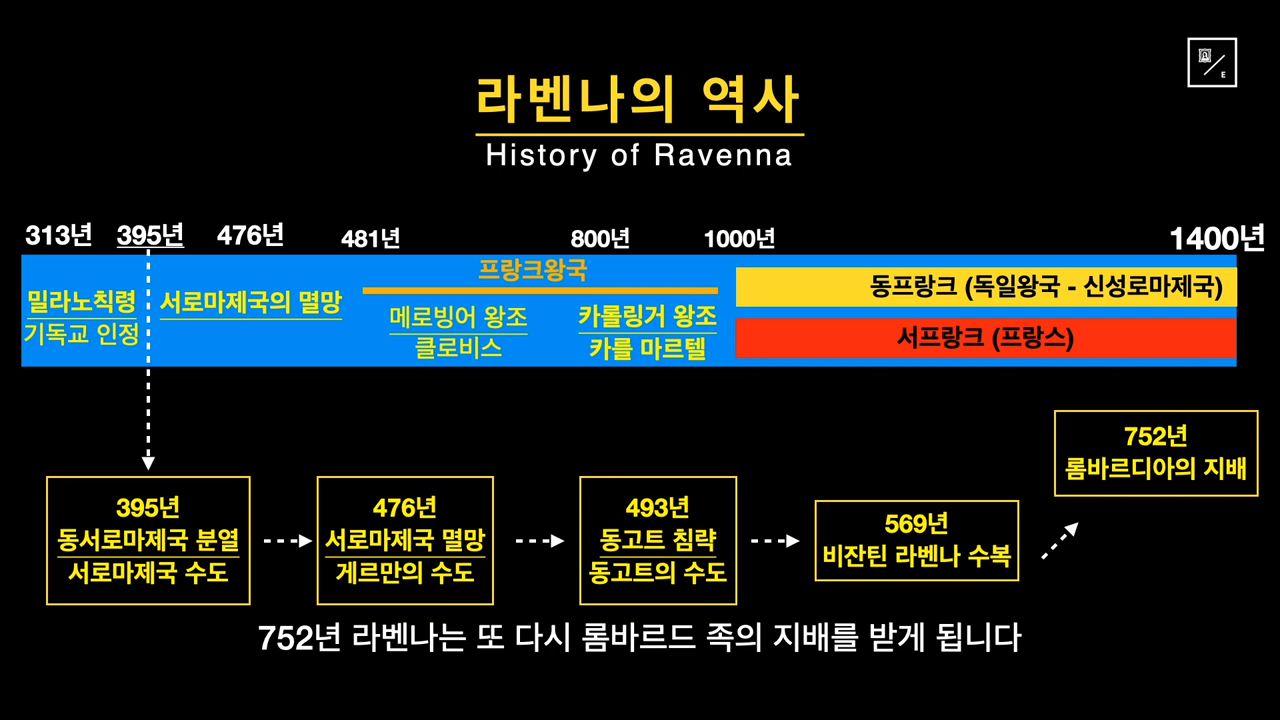 라벤나의 역사
History of Ravenna
313년 395년 476년 481년 800년 1000년 1400년
프랑크왕국
밀라노칙령
기독교 인정
서로마제국의 멸망
메로빙어 왕조
클로비스
카롤링거 왕조
카를 마르텔
동프랑크 (독일왕국 - 신성로마제국)
서프랑크 (프랑스)
395년
동서로마제국 분열
서로마제국 수도
476년
서로마제국 멸망
게르만의 수도
493년
동고트 침략
동고트의 수도
569년
비잔틴 라벤나 수복
752년
롬바르디아의 지배
752년 라벤나는 또 다시 롬바르드 족의 지배를 받게 됩니다